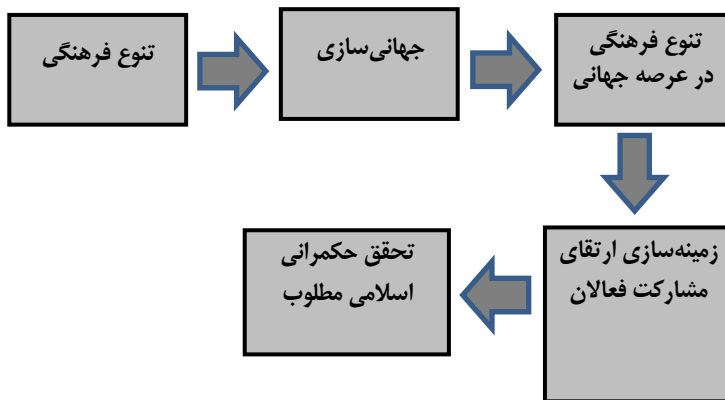 تنوع فرهنگی
جهانی‌سازی
تنوع فرهنگی
در عرصه جهانی
زمینه‌سازی ارتقای
مشارکت فعالان
تحقق حکمرانی
اسلامی مطلوب